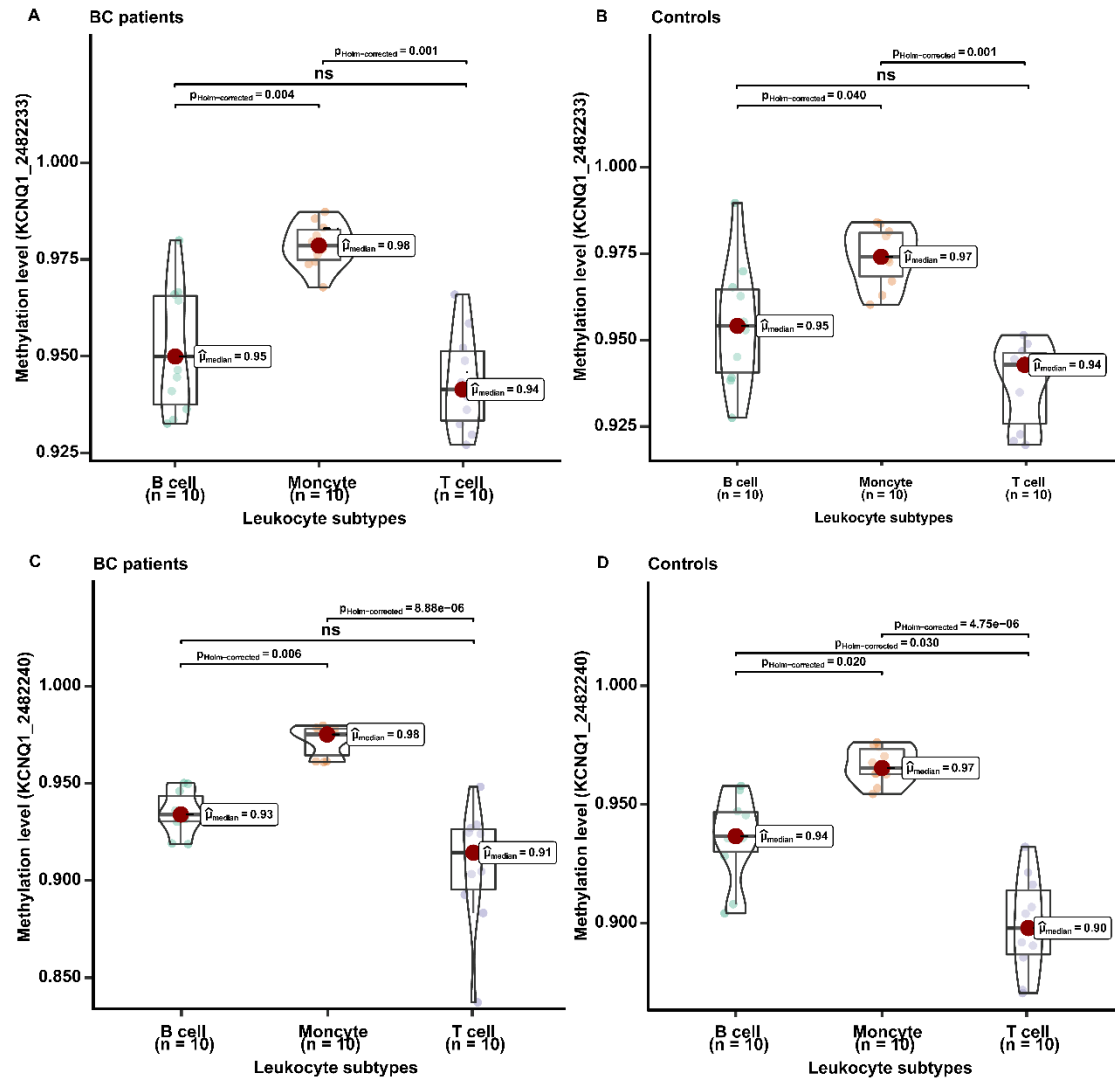 A BC patients
pHolm-corrected = 0.001
ns
pHolm-corrected = 0.004
Methylation level (KCNQ1_2482233)
1.000
0.975
0.950
0.925
μ̂median = 0.95
μ̂median = 0.98
μ̂median = 0.94
B cell
(n = 10)
Moncyte
(n = 10)
T cell
(n = 10)
Leukocyte subtypes
B Controls
pHolm-corrected = 0.001
ns
pHolm-corrected = 0.040
Methylation level (KCNQ1_2482233)
1.000
0.975
0.950
0.925
μ̂median = 0.95
μ̂median = 0.97
μ̂median = 0.94
B cell
(n = 10)
Moncyte
(n = 10)
T cell
(n = 10)
Leukocyte subtypes
C BC patients
pHolm-corrected = 8.88e-06
ns
pHolm-corrected = 0.006
Methylation level (KCNQ1_2482240)
1.000
0.950
0.900
0.850
μ̂median = 0.93
μ̂median = 0.98
μ̂median = 0.91
B cell
(n = 10)
Moncyte
(n = 10)
T cell
(n = 10)
Leukocyte subtypes
D Controls
pHolm-corrected = 4.75e-06
pHolm-corrected = 0.030
pHolm-corrected = 0.020
Methylation level (KCNQ1_2482240)
1.000
0.950
0.900
μ̂median = 0.94
μ̂median = 0.97
μ̂median = 0.90
B cell
(n = 10)
Moncyte
(n = 10)
T cell
(n = 10)
Leukocyte subtypes